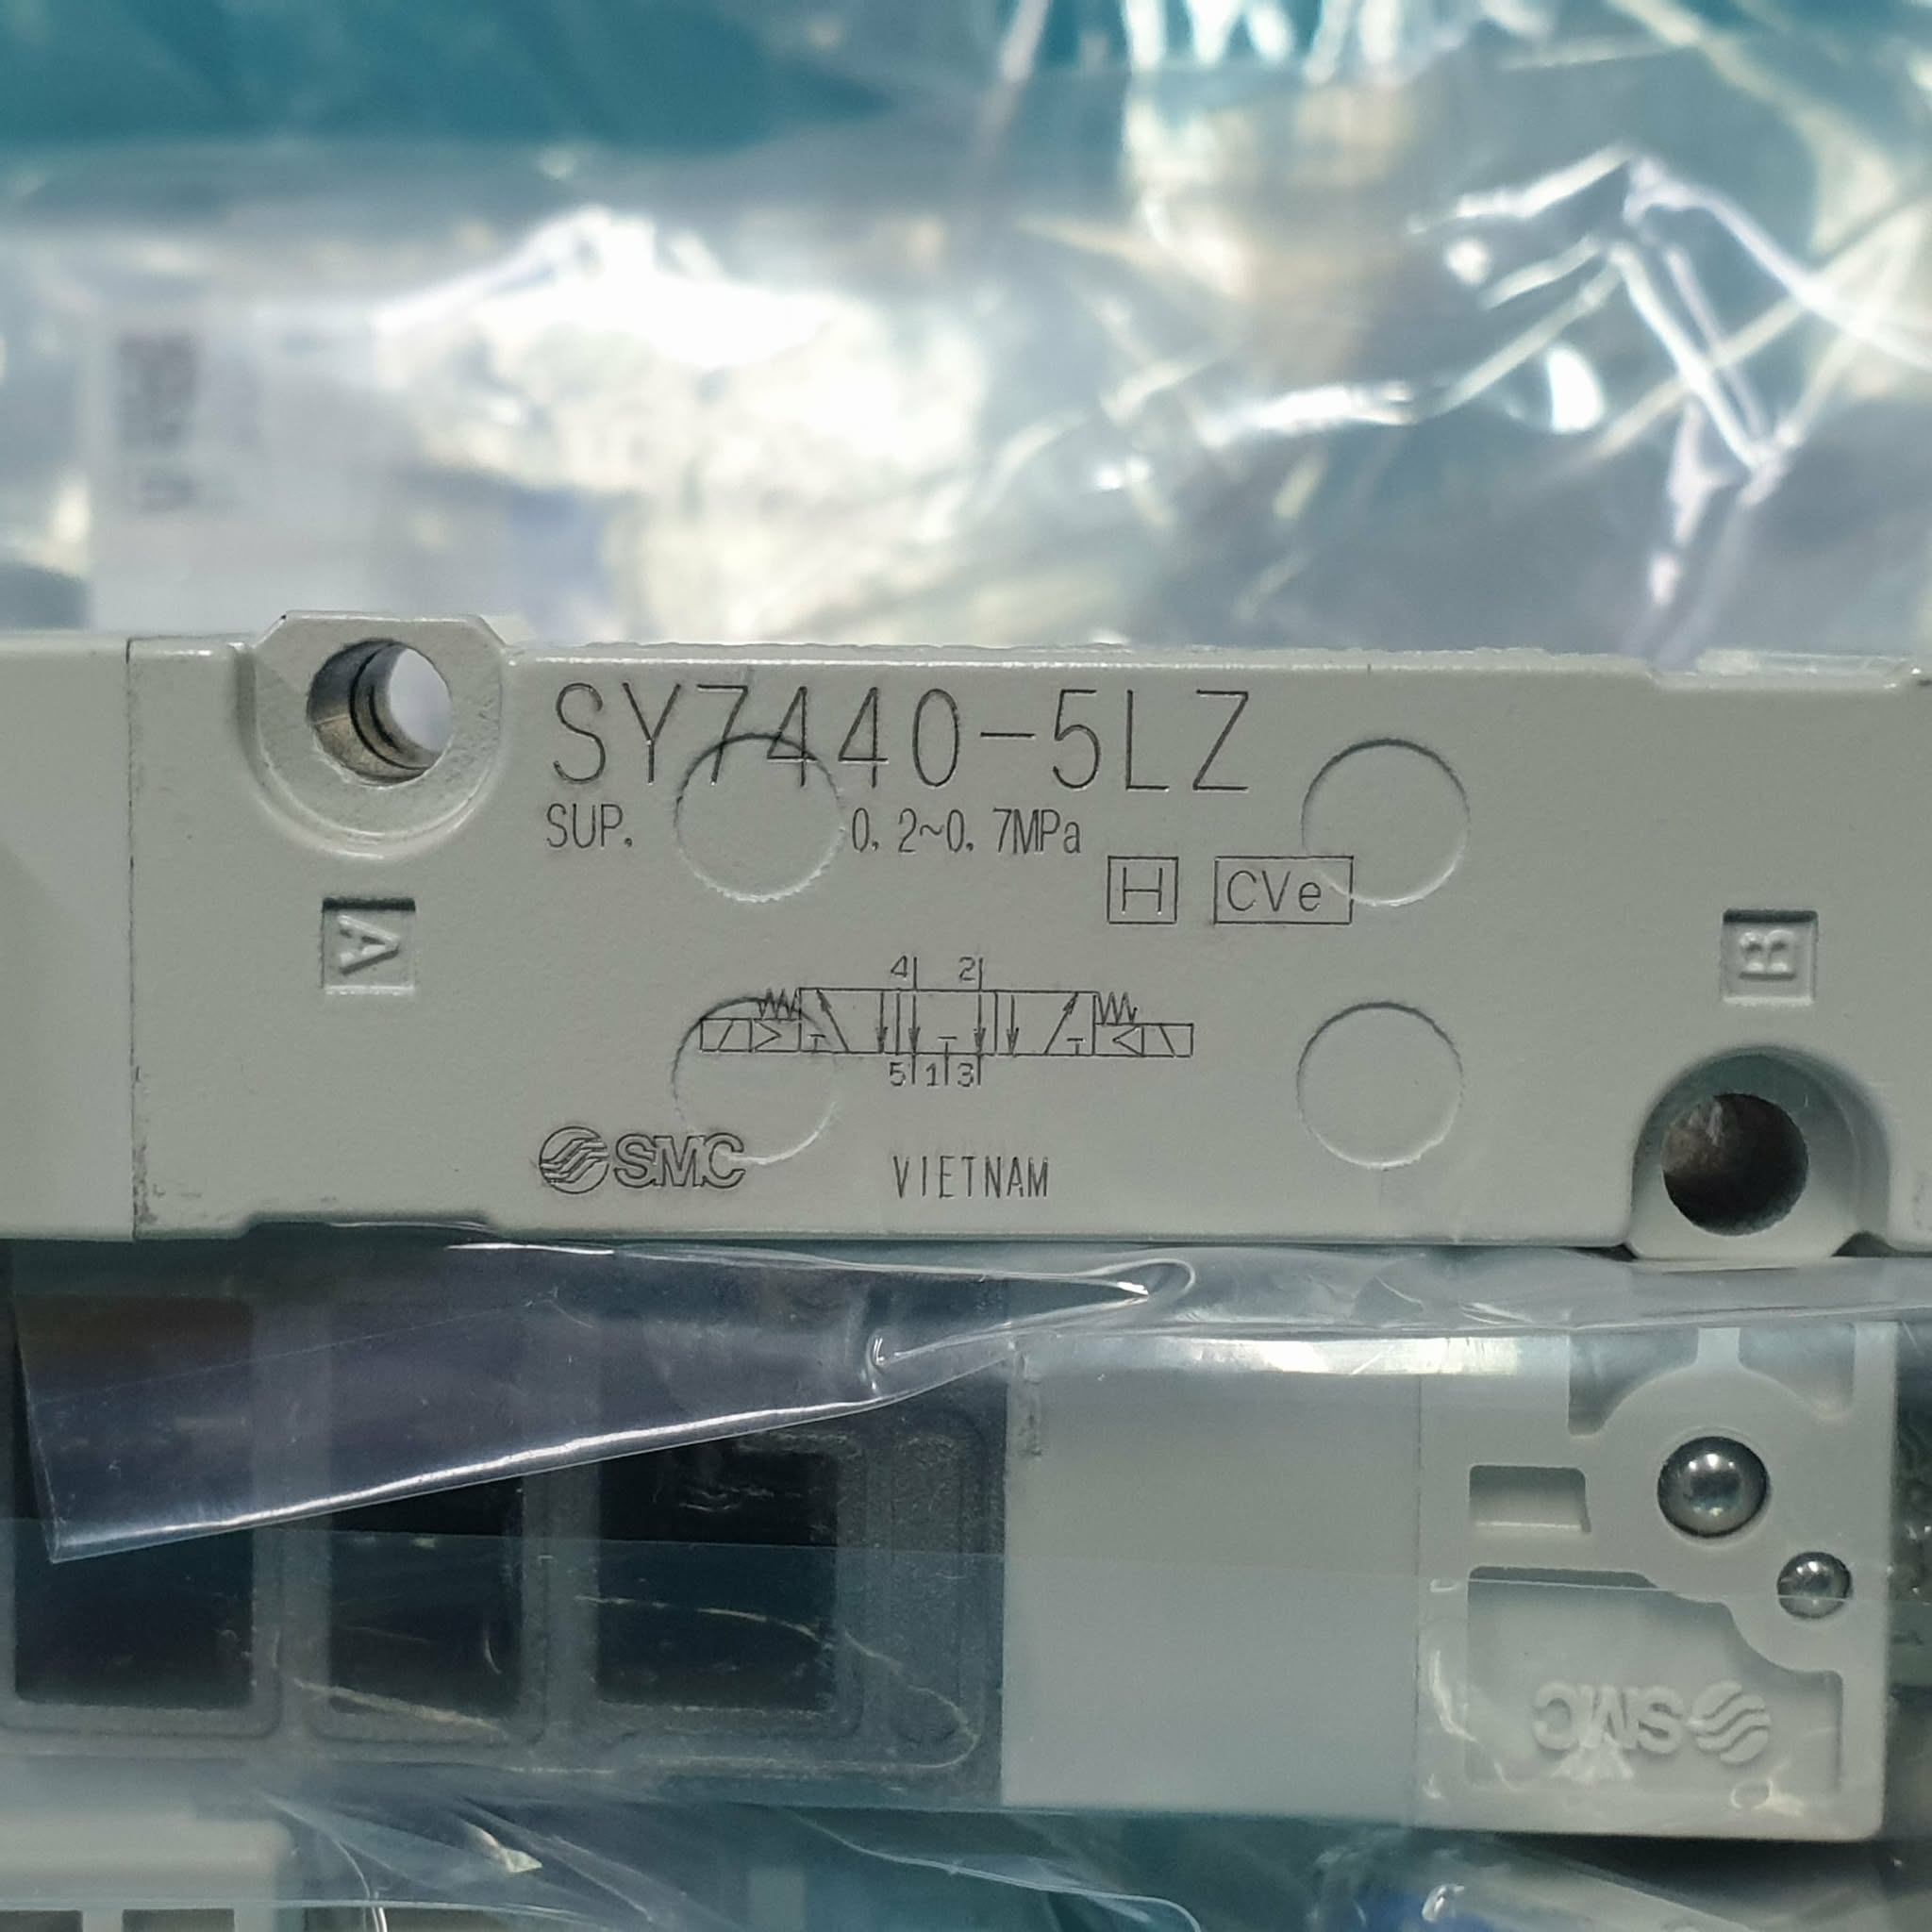 SY7440-5LZ
SUP. 0.2~0.7MPa
H CVe
A
B
4 2
5 1 3
SMC
VIETNAM
SMC